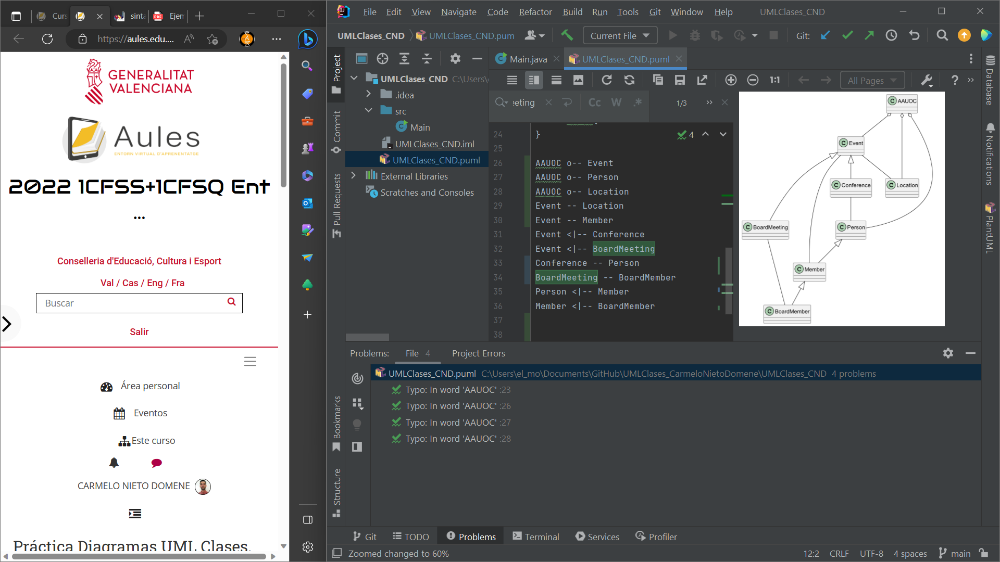 Curs
sinta
Ejem
https://aules.edu....
GENERALITAT
VALENCIANA
Aules
ENTORN VIRTUAL D'APRENENTATGE
2022 1CFSS+1CFSQ Ent
...
Conselleria d'Educació, Cultura i Esport
Val / Cas / Eng / Fra
Buscar
Salir
Área personal
Eventos
Este curso
CARMELO NIETO DOMENE
Práctica Diagramas UML Clases.
File Edit View Navigate Code Refactor Build Run Tools Git Window Help UMLClases_CND
UMLClases_CND UMLClases_CND.pum Current File Git:
Project
Commit
Pull Requests
Bookmarks
Structure
UMLClases_CND C:\Users\
.idea
src
Main
UMLClases_CND.iml
UMLClases_CND.puml
External Libraries
Scratches and Consoles
Main.java UMLClases_CND.puml
1:1 All Pages ?
eeting Cc W .* 1/3
4
24 }
25
26 AAUOC o-- Event
27 AAUOC o-- Person
28 AAUOC o-- Location
29 Event -- Location
30 Event -- Member
31 Event <|-- Conference
32 Event <|-- BoardMeeting
33 Conference -- Person
34 BoardMeeting -- BoardMember
35 Person <|-- Member
36 Member <|-- BoardMember
37
38
C AAUOC
C Event
C Conference
C Location
C BoardMeeting
C Person
C Member
C BoardMember
Database
Notifications
PlantUML
Problems: File 4 Project Errors
UMLClases_CND.puml C:\Users\el_mo\Documents\GitHub\UMLClases_CarmeloNietoDomene\UMLClases_CND 4 problems
Typo: In word 'AAUOC' :23
Typo: In word 'AAUOC' :26
Typo: In word 'AAUOC' :27
Typo: In word 'AAUOC' :28
Git TODO Problems Terminal Services Profiler
Zoomed changed to 60% 12:2 CRLF UTF-8 4 spaces main